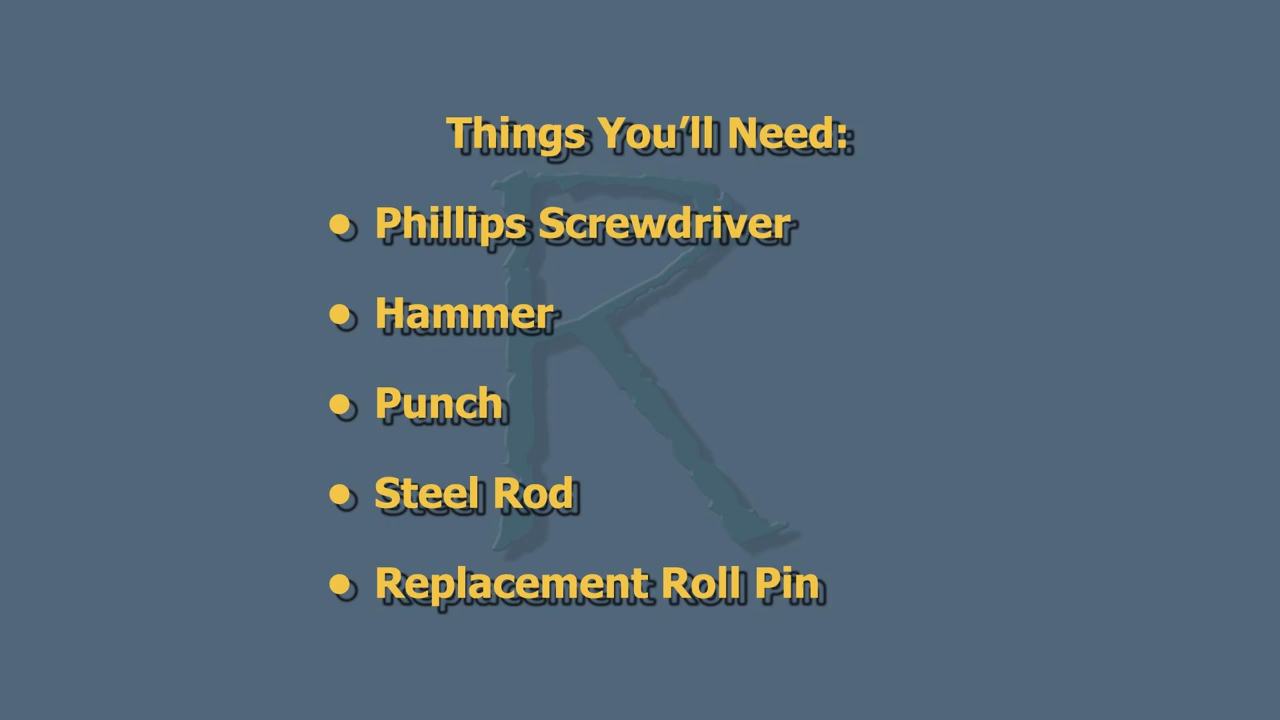 Things You’ll Need:
● Phillips Screwdriver
● Hammer
● Punch
● Steel Rod
● Replacement Roll Pin
R